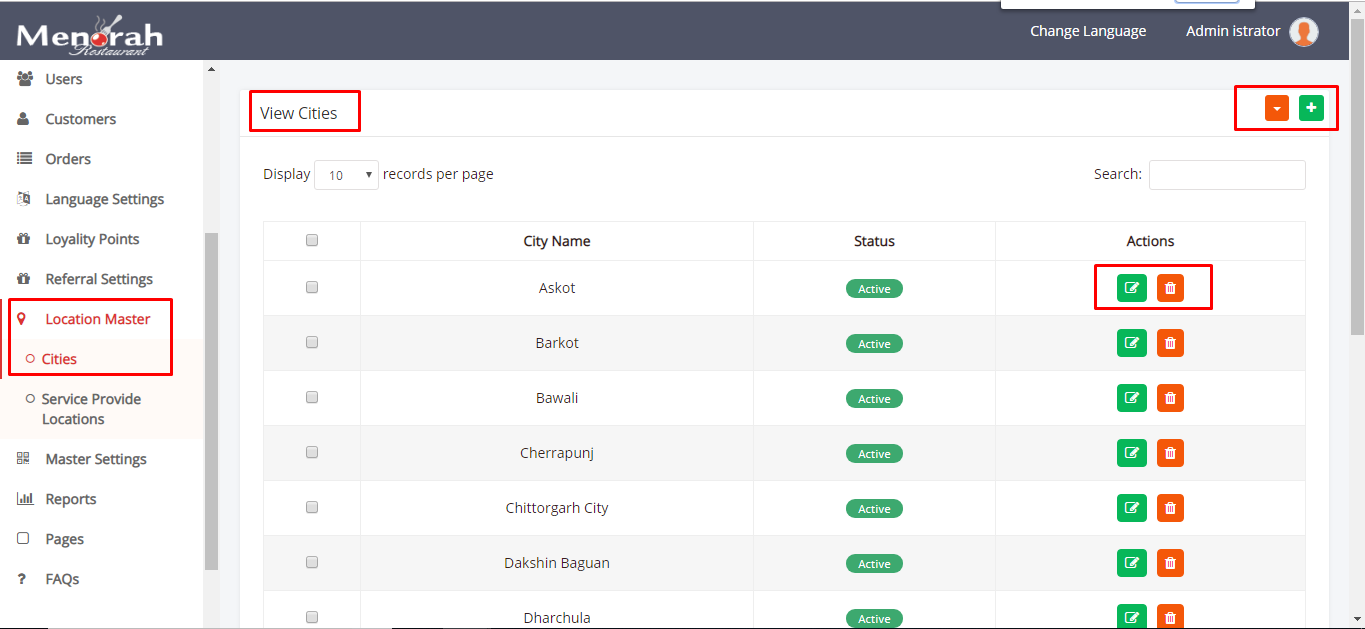 Menorah
Restaurant
Change Language
Admin istrator
Users
Customers
Orders
Language Settings
Loyality Points
Referral Settings
Location Master
Cities
Service Provide
Locations
Master Settings
Reports
Pages
FAQs
View Cities
Display 10 records per page
Search:
City Name Status Actions
Askot Active
Barkot Active
Bawali Active
Cherrapunj Active
Chittorgarh City Active
Dakshin Baguan Active
Dharchula Active